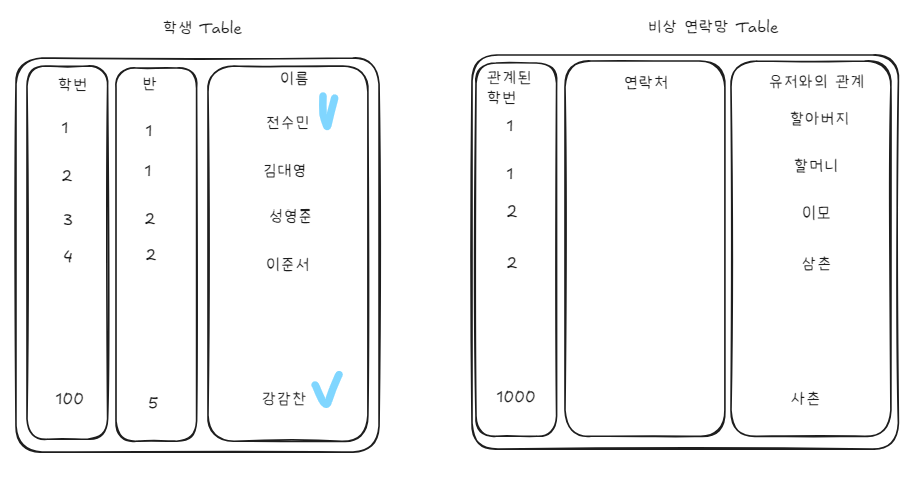 학생 Table
비상 연락망 Table
학번 반 이름
1 1 전수민
2 1 김대영
3 2 성영준
4 2 이준서
100 5 강감찬
관계된
학번
연락처 유저와의 관계
1 할아버지
1 할머니
2 이모
2 삼촌
1000 사촌